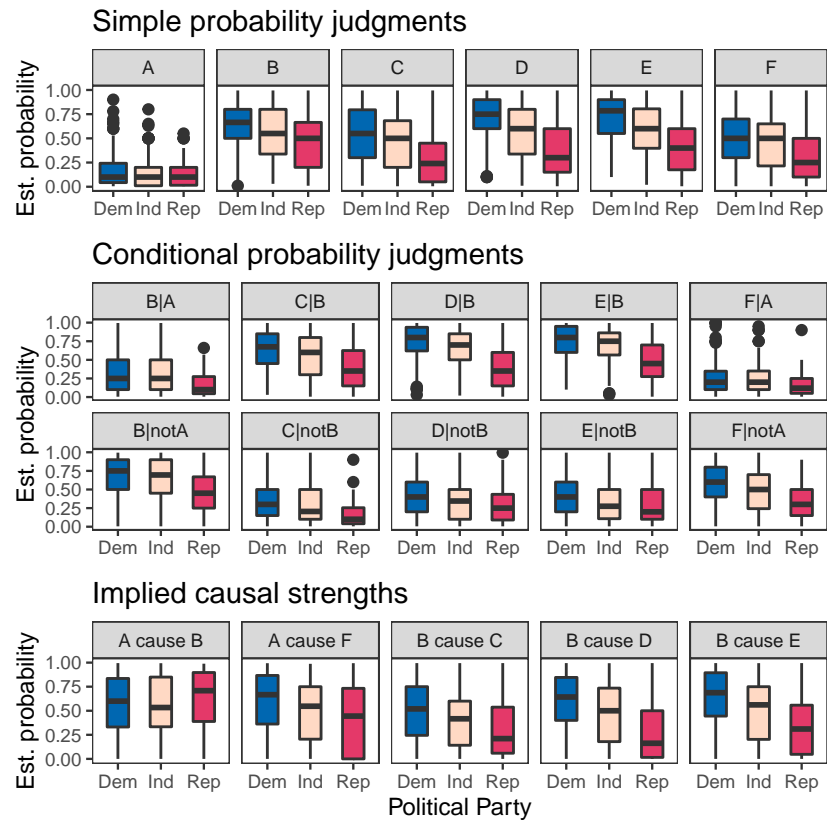 Simple probability judgments
A B C D E F
Est. probability
1.00
0.75
0.50
0.25
0.00
Dem Ind Rep Dem Ind Rep Dem Ind Rep Dem Ind Rep Dem Ind Rep Dem Ind Rep
Conditional probability judgments
B|A C|B D|B E|B F|A
Est. probability
1.00
0.75
0.50
0.25
0.00
B|notA C|notB D|notB E|notB F|notA
1.00
0.75
0.50
0.25
0.00
Dem Ind Rep Dem Ind Rep Dem Ind Rep Dem Ind Rep Dem Ind Rep
Implied causal strengths
A cause B A cause F B cause C B cause D B cause E
Est. probability
1.00
0.75
0.50
0.25
0.00
Dem Ind Rep Dem Ind Rep Dem Ind Rep Dem Ind Rep Dem Ind Rep
Political Party